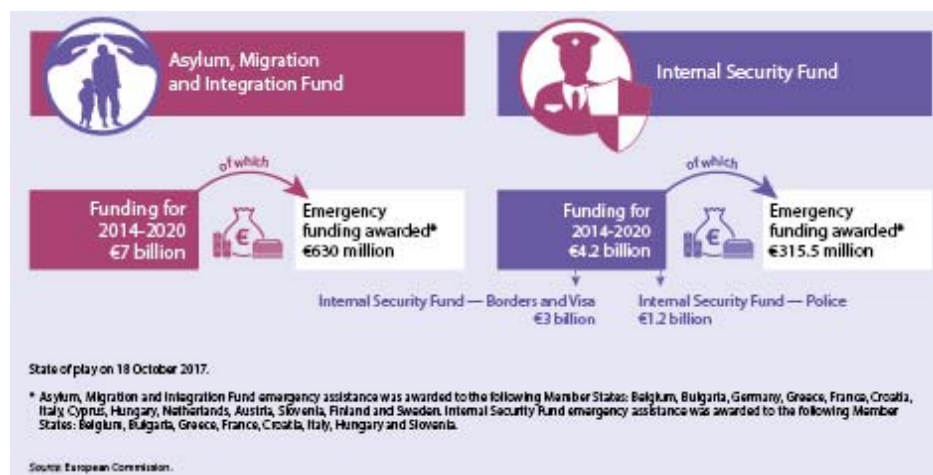 Asylum, Migration
and Integration Fund
Internal Security Fund
of which
Funding for
2014-2020
€7 billion
€
Emergency
funding awarded*
€630 million
of which
Funding for
2014-2020
€4.2 billion
€
Emergency
funding awarded*
€315.5 million
Internal Security Fund — Borders and Visa
€3 billion
Internal Security Fund — Police
€1.2 billion
State of play on 18 October 2017.
* Asylum, Migration and Integration Fund emergency assistance was awarded to the following Member States: Belgium, Bulgaria, Germany, Greece, France, Croatia,
Italy, Cyprus, Hungary, Netherlands, Austria, Slovenia, Finland and Sweden. Internal Security Fund emergency assistance was awarded to the following Member
States: Belgium, Bulgaria, Greece, France, Croatia, Italy, Hungary and Slovenia.
Source: European Commission.